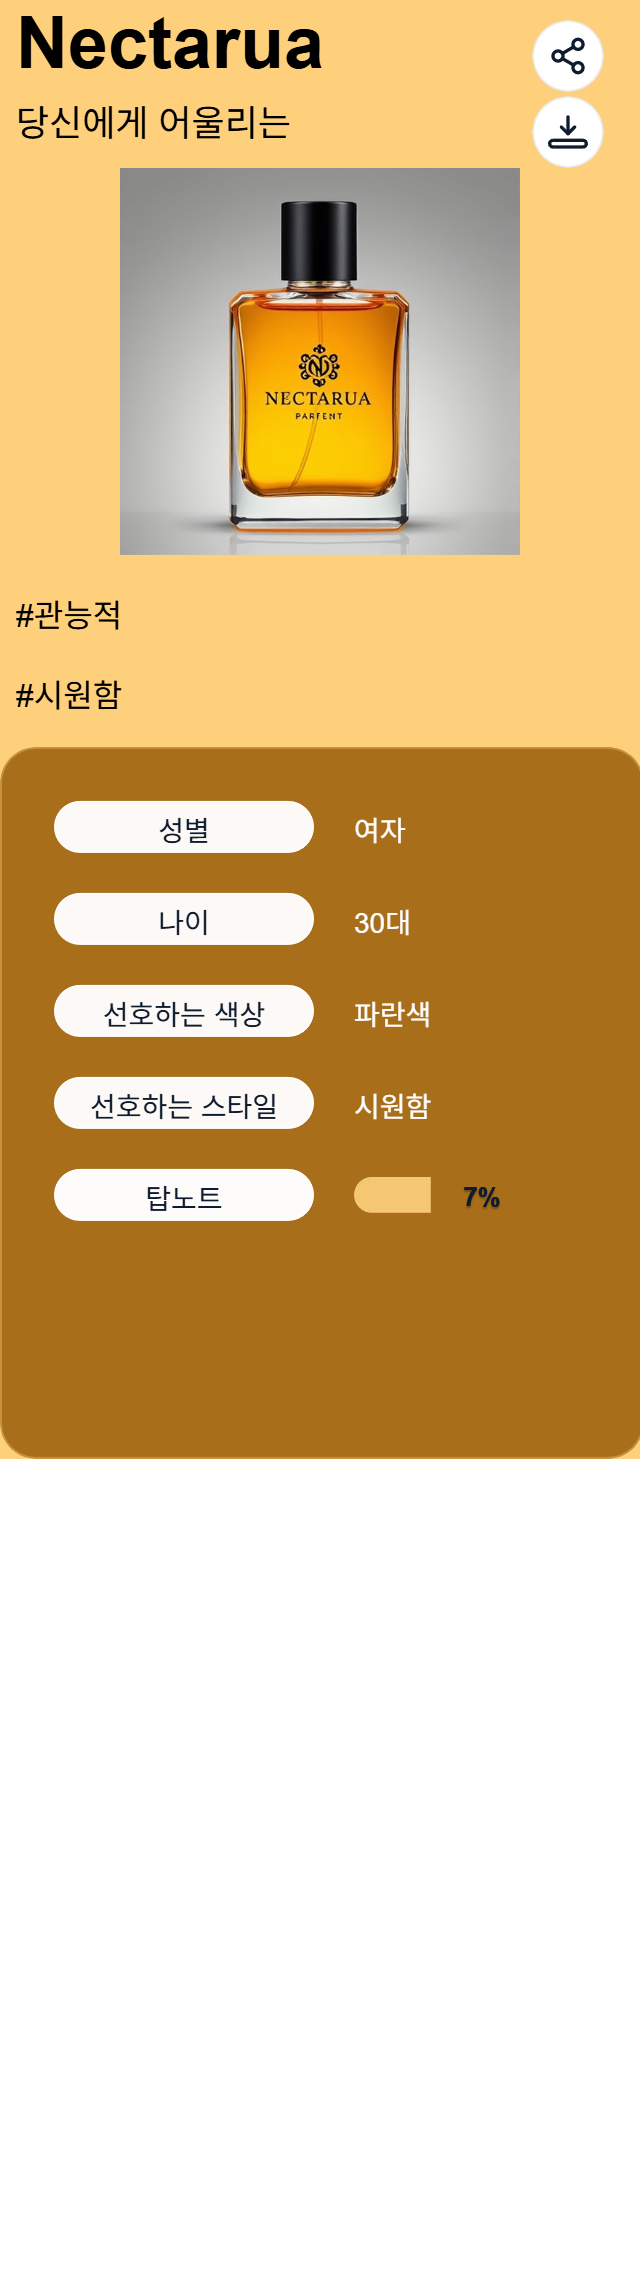 Nectarua
당신에게 어울리는
NECTARUA
PARFENT
#관능적
#시원함
성별 여자
나이 30대
선호하는 색상 파란색
선호하는 스타일 시원함
탑노트 7%